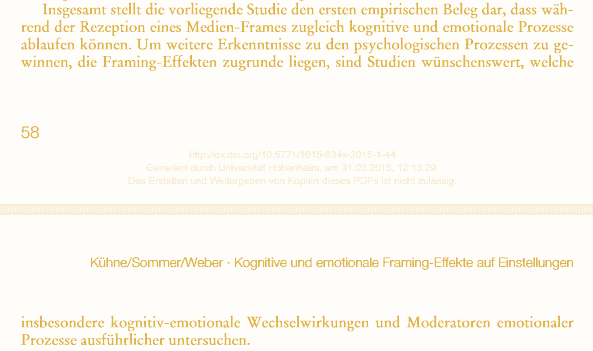 Insgesamt stellt die vorliegende Studie den ersten empirischen Beleg dar, dass wäh-
rend der Rezeption eines Medien-Frames zugleich kognitive und emotionale Prozesse
ablaufen können. Um weitere Erkenntnisse zu den psychologischen Prozessen zu ge-
winnen, die Framing-Effekten zugrunde liegen, sind Studien wünschenswert, welche
58
http://dx.doi.org/10.5771/1615-634x-2015-1-44
Generiert durch Universität Hohenheim, am 31.03.2016, 12:13:29
Das Erstellen und Weitergeben von Kopien dieses PDFs ist nicht zulässig.
Kühne/Sommer/Weber · Kognitive und emotionale Framing-Effekte auf Einstellungen
insbesondere kognitiv-emotionale Wechselwirkungen und Moderatoren emotionaler
Prozesse ausführlicher untersuchen.